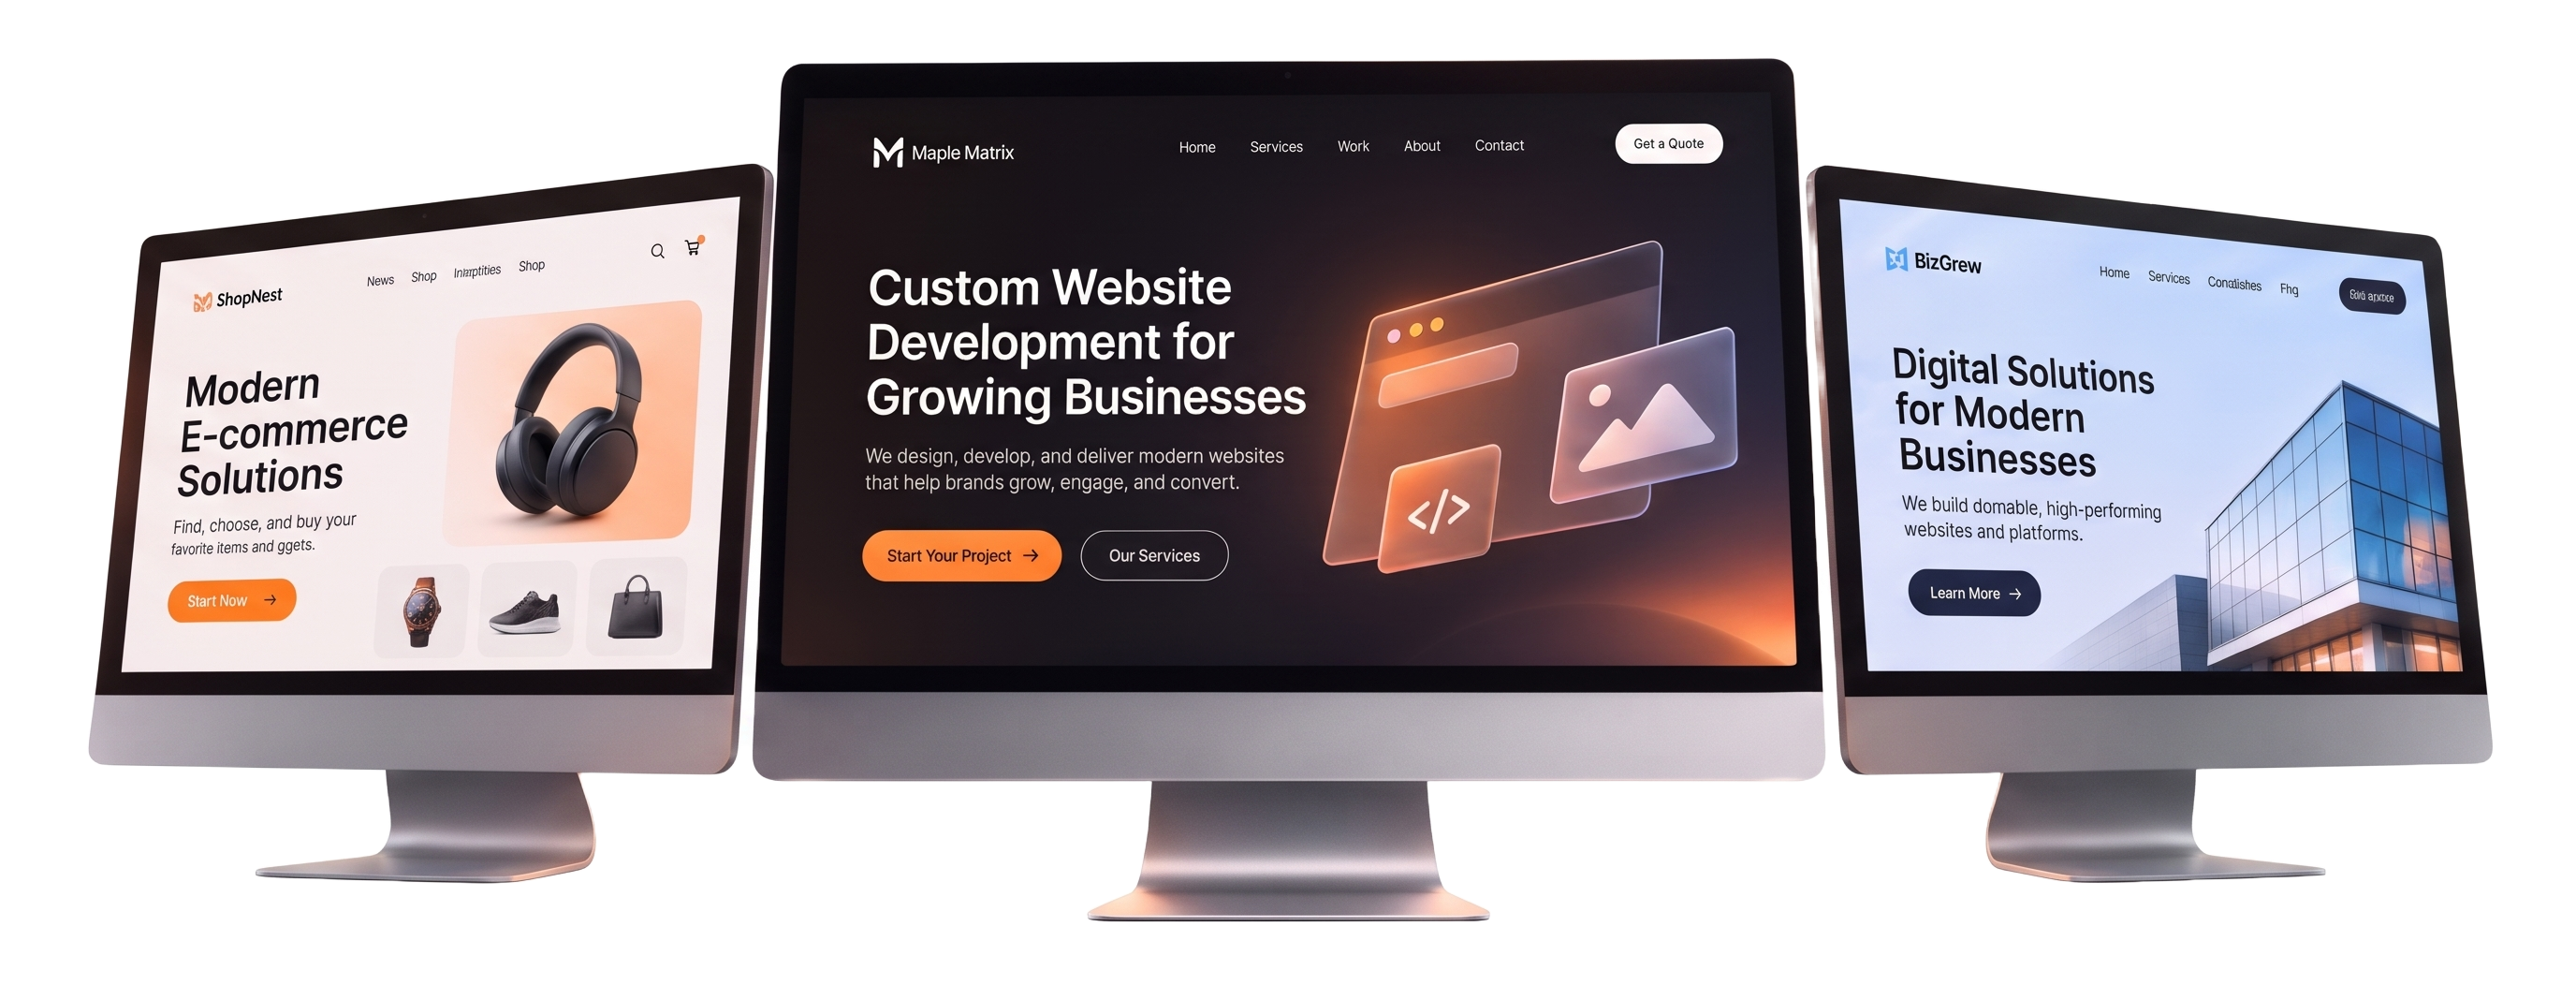 ShopNest
News Shop Shop
Modern
E-commerce
Solutions
Find, choose, and buy your
favorite items and ggets.
Start Now →
Maple Matrix
Home Services Work About Contact
Get a Quote
Custom Website
Development for
Growing Businesses
We design, develop, and deliver modern websites
that help brands grow, engage, and convert.
Start Your Project →
Our Services
</>
BizGrew
Home Services Fhg
Digital Solutions
for Modern
Businesses
We build domable, high-performing
websites and platforms.
Learn More →